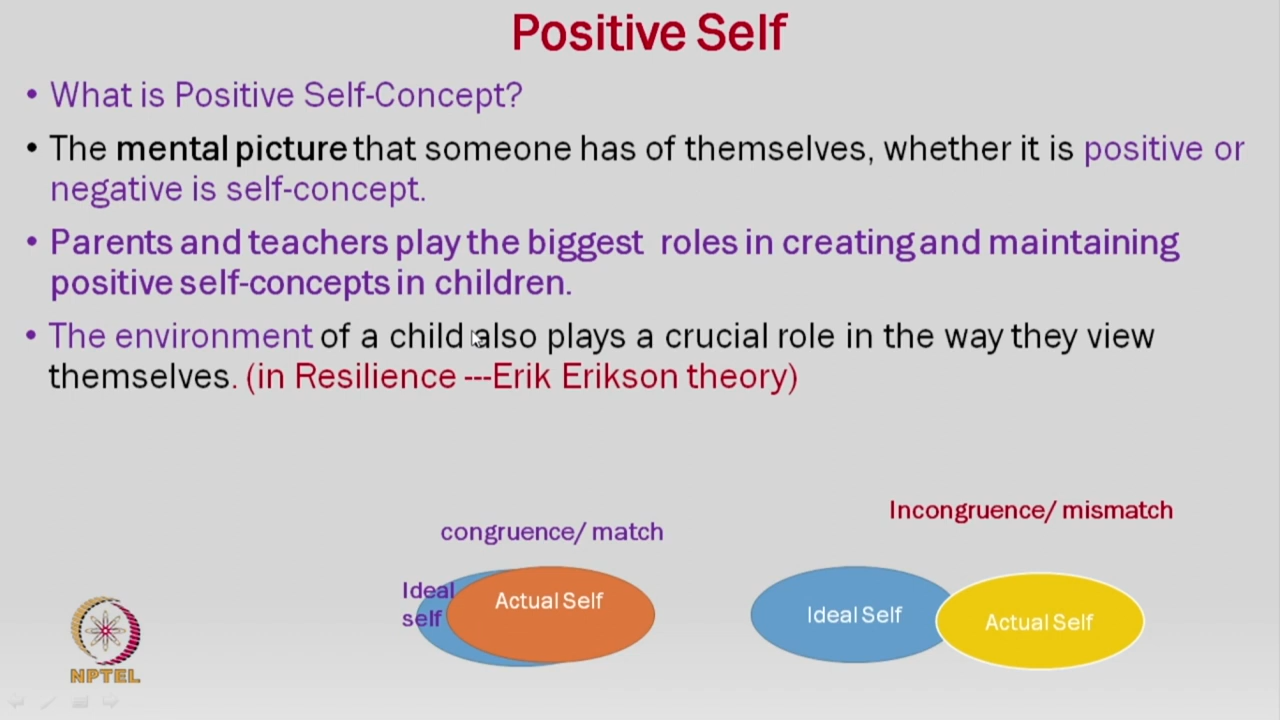 Positive Self
• What is Positive Self-Concept?
• The mental picture that someone has of themselves, whether it is positive or
negative is self-concept.
• Parents and teachers play the biggest roles in creating and maintaining
positive self-concepts in children.
• The environment of a child also plays a crucial role in the way they view
themselves. (in Resilience ---Erik Erikson theory)
congruence/ match
Incongruence/ mismatch
Ideal
self
Actual Self
Ideal Self
Actual Self
NPTEL